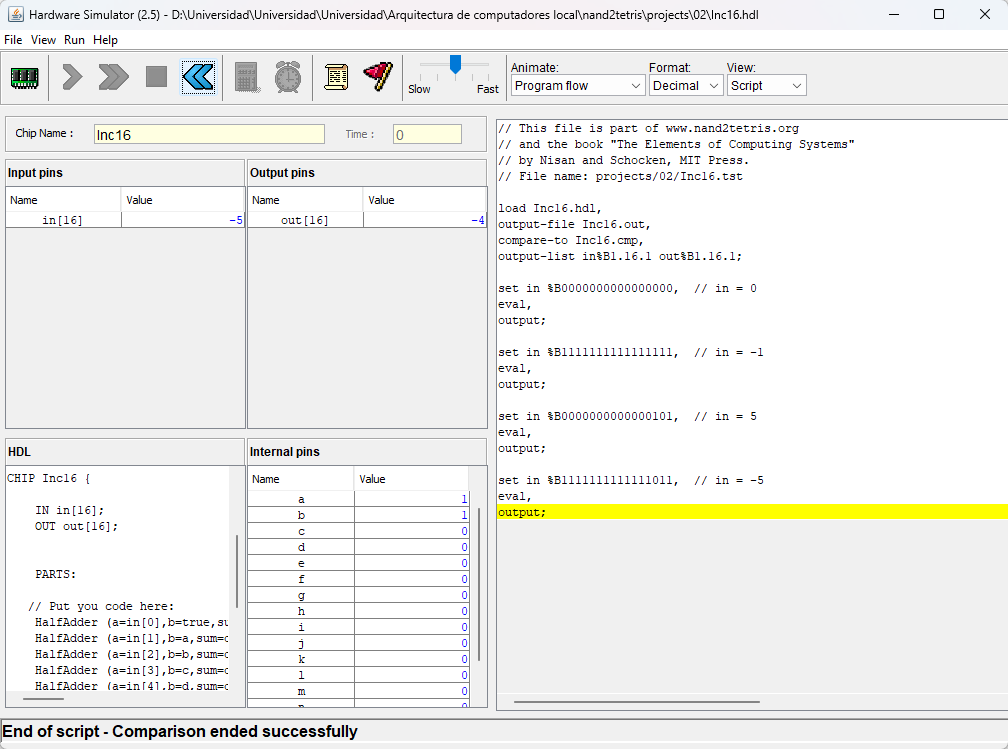 Hardware Simulator (2.5) - D:\Universidad\Universidad\Universidad\Arquitectura de computadores local\nand2tetris\projects\02\Inc16.hdl
File View Run Help
Animate: Format: View:
Slow Fast Program flow Decimal Script
Chip Name : Inc16 Time : 0
Input pins
Name Value
in[16] -5
Output pins
Name Value
out[16] -4
HDL
CHIP Inc16 {
IN in[16];
OUT out[16];
PARTS:
// Put you code here:
HalfAdder (a=in[0],b=true,su
HalfAdder (a=in[1],b=a,sum=o
HalfAdder (a=in[2],b=b,sum=o
HalfAdder (a=in[3],b=c,sum=o
HalfAdder (a=in[4],b=d,sum=o
Internal pins
Name Value
a 1
b 1
c 0
d 0
e 0
f 0
g 0
h 0
i 0
j 0
k 0
l 0
m 0
// This file is part of www.nand2tetris.org
// and the book "The Elements of Computing Systems"
// by Nisan and Schocken, MIT Press.
// File name: projects/02/Inc16.tst
load Inc16.hdl,
output-file Inc16.out,
compare-to Inc16.cmp,
output-list in%B1.16.1 out%B1.16.1;
set in %B0000000000000000,  // in = 0
eval,
output;
set in %B1111111111111111,  // in = -1
eval,
output;
set in %B0000000000000101,  // in = 5
eval,
output;
set in %B1111111111111011,  // in = -5
eval,
output;
End of script - Comparison ended successfully